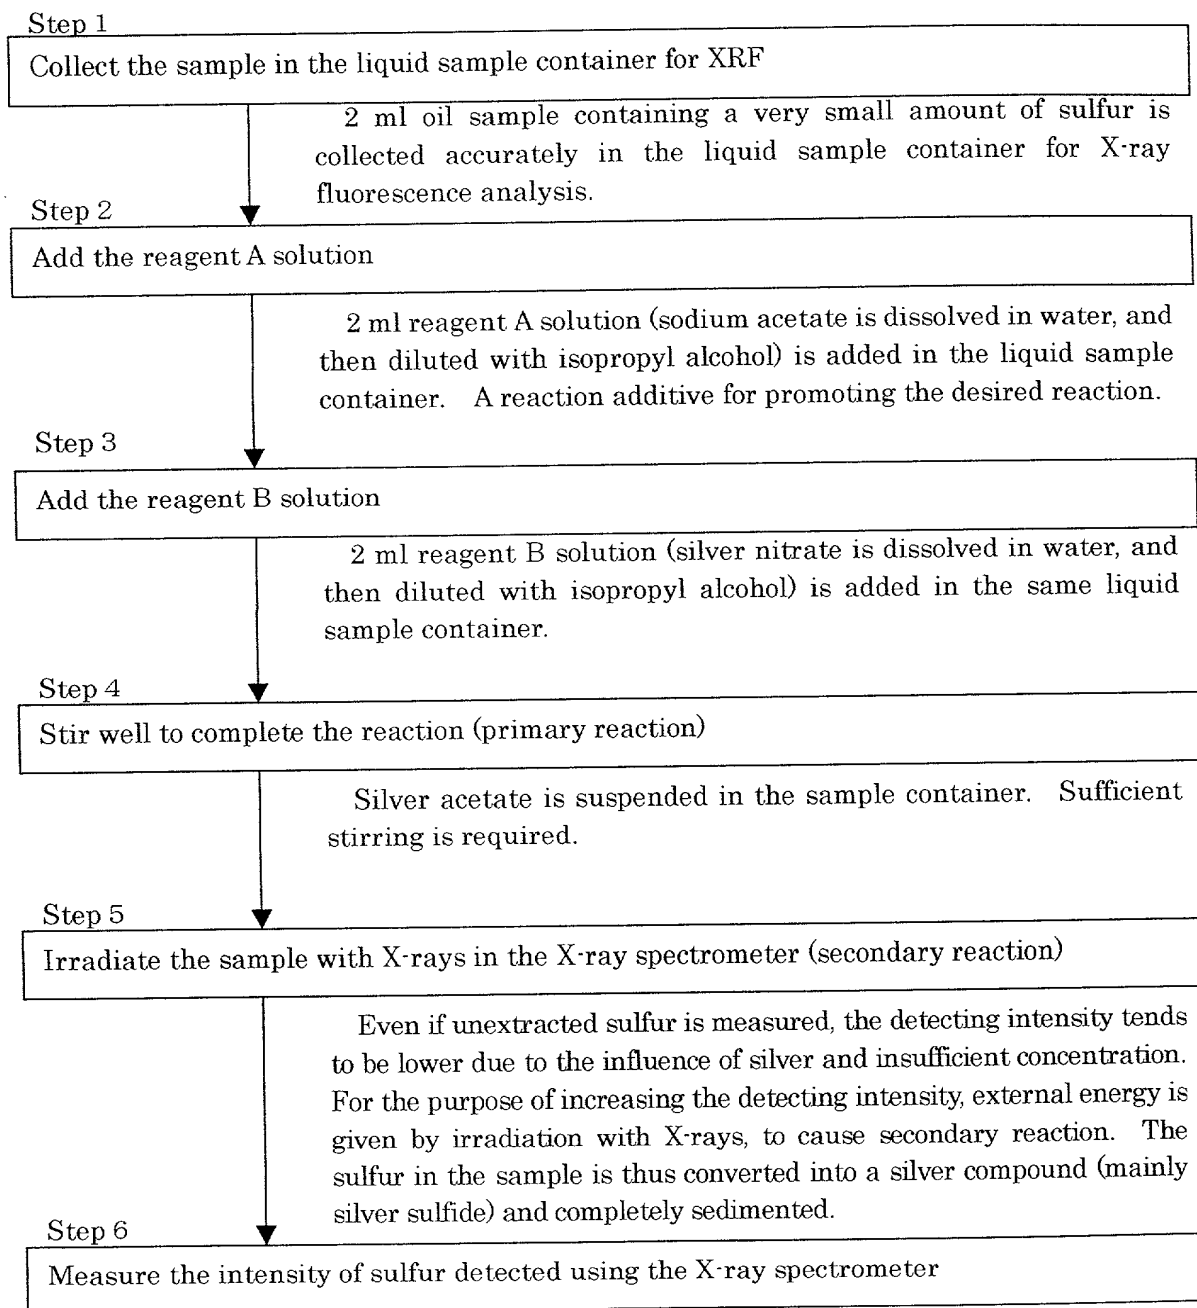 Step 1
Collect the sample in the liquid sample container for XRF
2 ml oil sample containing a very small amount of sulfur is
collected accurately in the liquid sample container for X-ray
fluorescence analysis.
Step 2
Add the reagent A solution
2 ml reagent A solution (sodium acetate is dissolved in water, and
then diluted with isopropyl alcohol) is added in the liquid sample
container. A reaction additive for promoting the desired reaction.
Step 3
Add the reagent B solution
2 ml reagent B solution (silver nitrate is dissolved in water, and
then diluted with isopropyl alcohol) is added in the same liquid
sample container.
Step 4
Stir well to complete the reaction (primary reaction)
Silver acetate is suspended in the sample container. Sufficient
stirring is required.
Step 5
Irradiate the sample with X-rays in the X-ray spectrometer (secondary reaction)
Even if unextracted sulfur is measured, the detecting intensity tends
to be lower due to the influence of silver and insufficient concentration.
For the purpose of increasing the detecting intensity, external energy is
given by irradiation with X-rays, to cause secondary reaction. The
sulfur in the sample is thus converted into a silver compound (mainly
silver sulfide) and completely sedimented.
Step 6
Measure the intensity of sulfur detected using the X-ray spectrometer